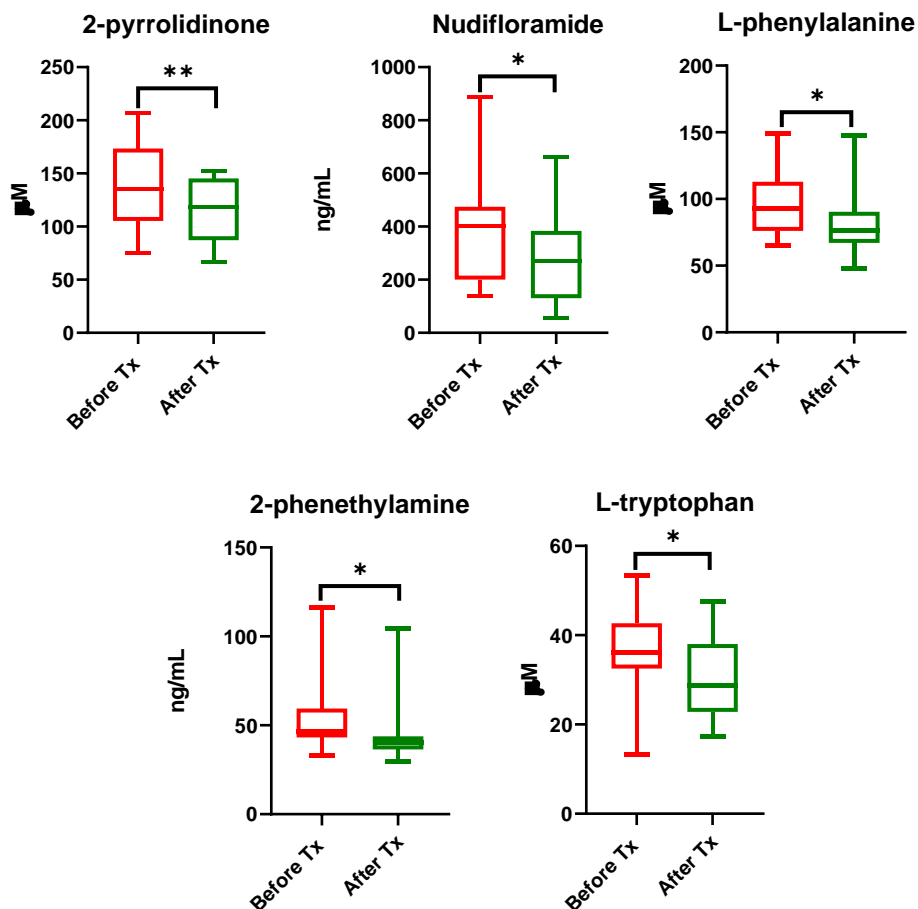 2-pyrrolidinone
**
250
200
150
100
50
0
Before Tx
After Tx
Nudifloramide
*
ng/mL
1000
800
600
400
200
0
Before Tx
After Tx
L-phenylalanine
*
200
150
100
50
0
Before Tx
After Tx
2-phenethylamine
*
ng/mL
150
100
50
0
Before Tx
After Tx
L-tryptophan
*
60
40
20
0
Before Tx
After Tx